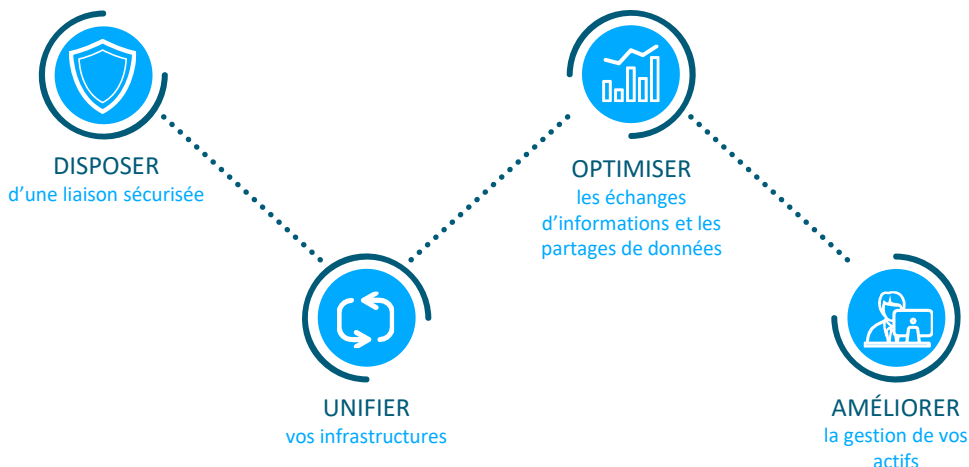 DISPOSER
d'une liaison sécurisée
UNIFIER
vos infrastructures
OPTIMISER
les échanges
d'informations et les
partages de données
AMÉLIORER
la gestion de vos
actifs